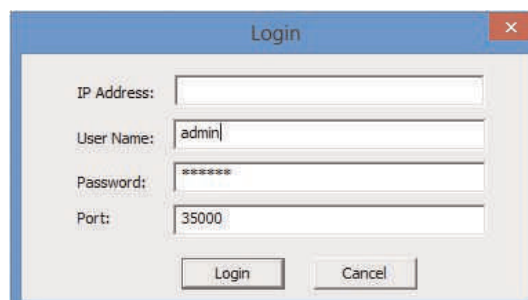 Login
IP Address:
User Name: admin
Password: ******
Port: 35000
Login Cancel